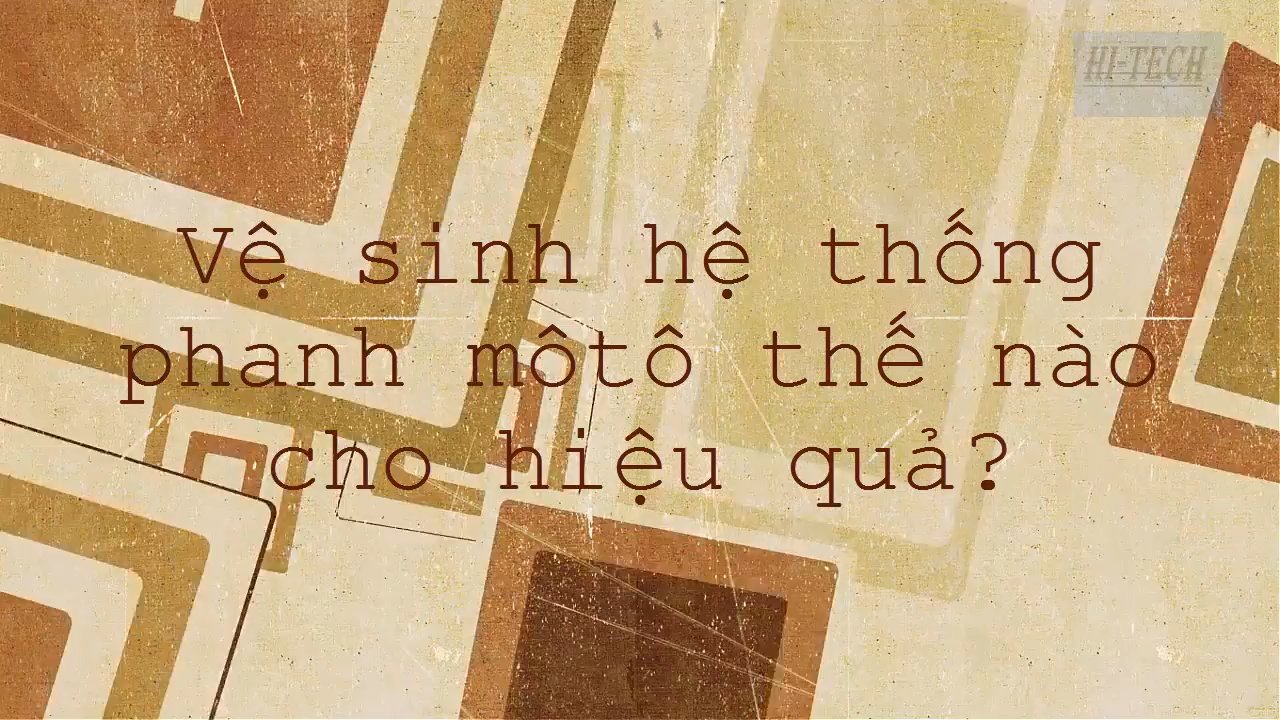 HI-TECH
Vệ sinh hệ thống
phanh môtô thế nào
cho hiệu quả?